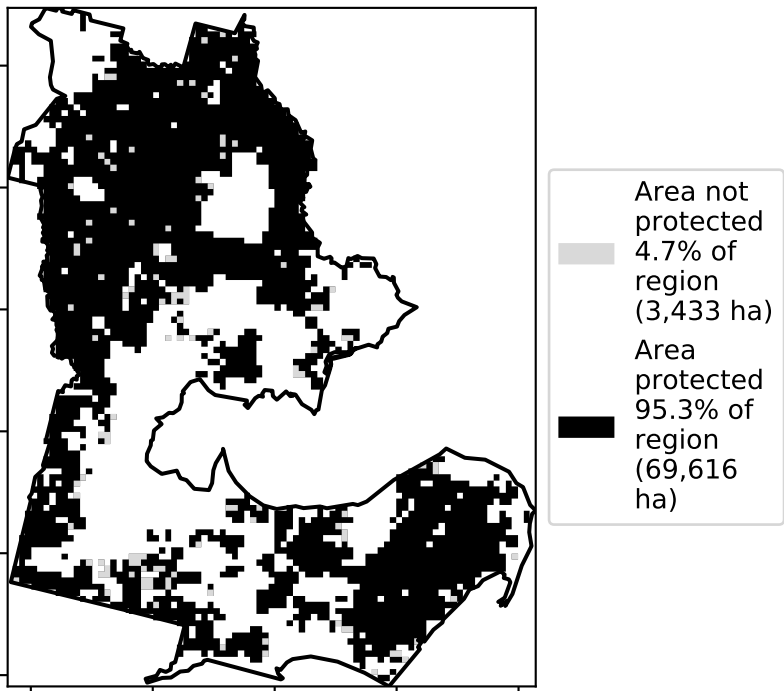 Area not
protected
4.7% of
region
(3,433 ha)
Area
protected
95.3% of
region
(69,616
ha)